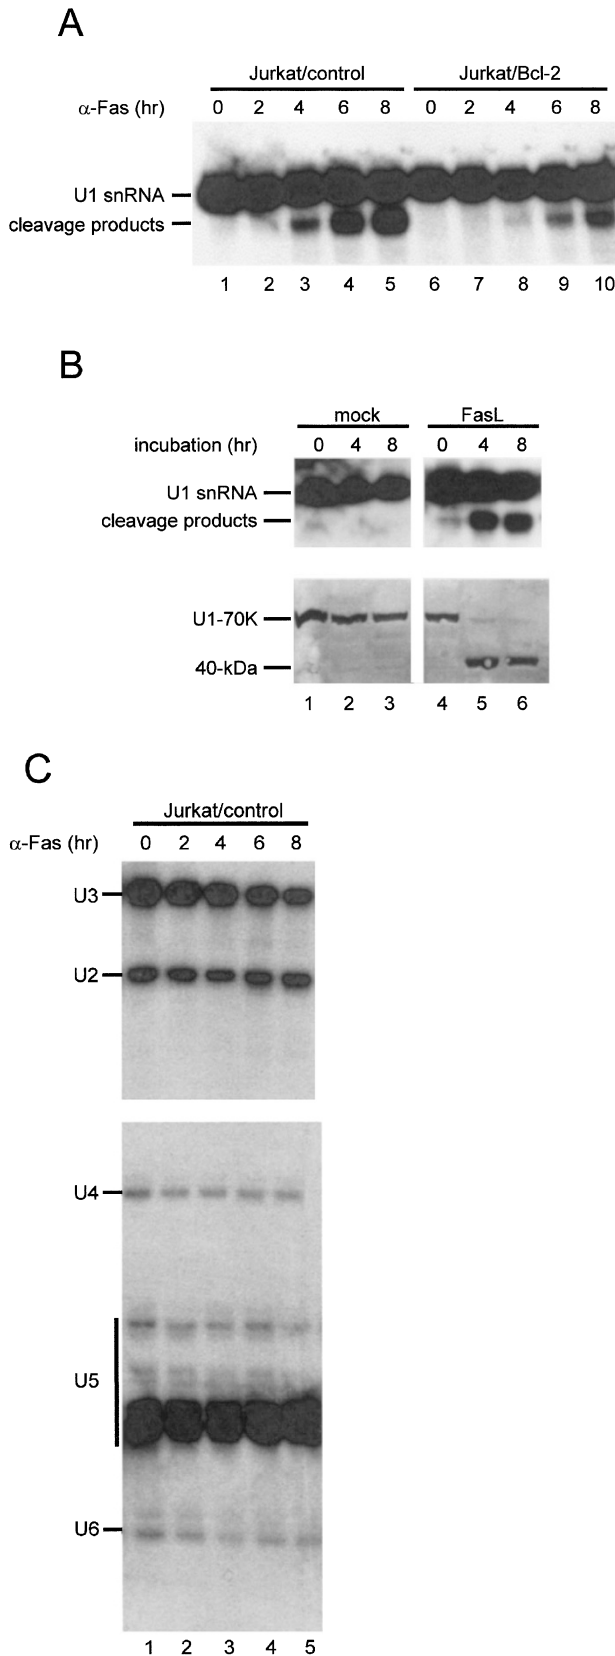 A
Jurkat/control Jurkat/Bcl-2
α-Fas (hr) 0 2 4 6 8 0 2 4 6 8
U1 snRNA
cleavage products
1 2 3 4 5 6 7 8 9 10
B
mock FasL
incubation (hr) 0 4 8 0 4 8
U1 snRNA
cleavage products
U1-70K
40-kDa
1 2 3 4 5 6
C
Jurkat/control
α-Fas (hr) 0 2 4 6 8
U3
U2
U4
U5
U6
1 2 3 4 5